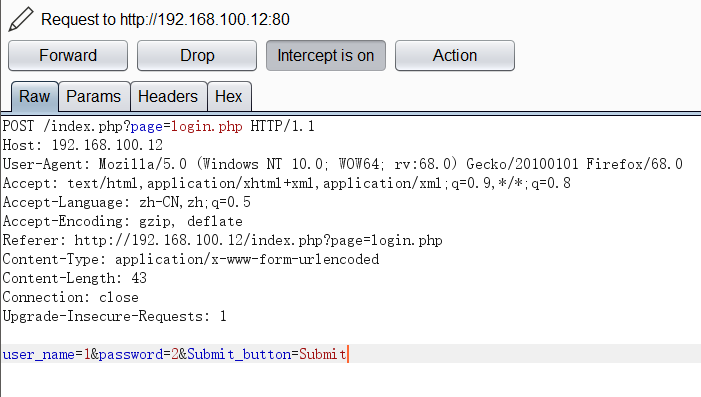 Request to http://192.168.100.12:80
Forward Drop Intercept is on Action
Raw Params Headers Hex
POST /index.php?page=login.php HTTP/1.1
Host: 192.168.100.12
User-Agent: Mozilla/5.0 (Windows NT 10.0; WOW64; rv:68.0) Gecko/20100101 Firefox/68.0
Accept: text/html,application/xhtml+xml,application/xml;q=0.9,*/*;q=0.8
Accept-Language: zh-CN,zh;q=0.5
Accept-Encoding: gzip, deflate
Referer: http://192.168.100.12/index.php?page=login.php
Content-Type: application/x-www-form-urlencoded
Content-Length: 43
Connection: close
Upgrade-Insecure-Requests: 1
user_name=1&password=2&Submit_button=Submit